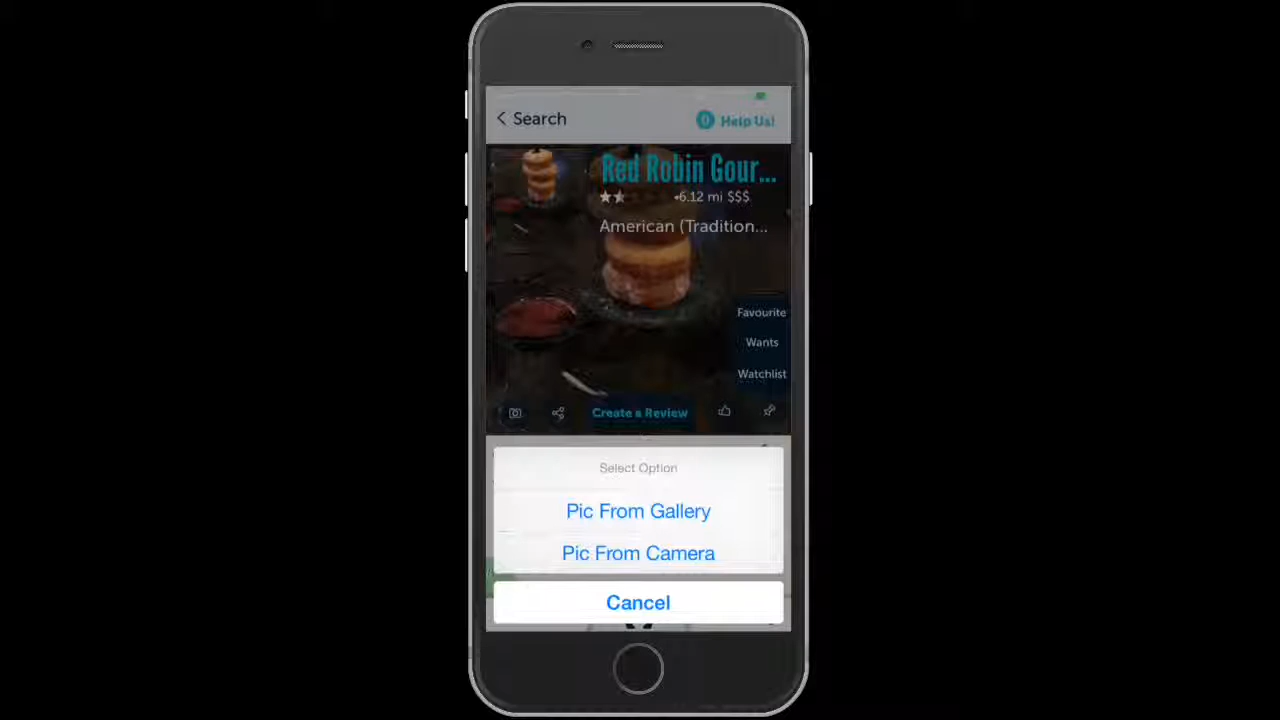 Search
0 Help Us!
Red Robin Gour...
6.12 mi $$$
American (Tradition...
Favourite
Wants
Watchlist
Create a Review
Select Option
Pic From Gallery
Pic From Camera
Cancel